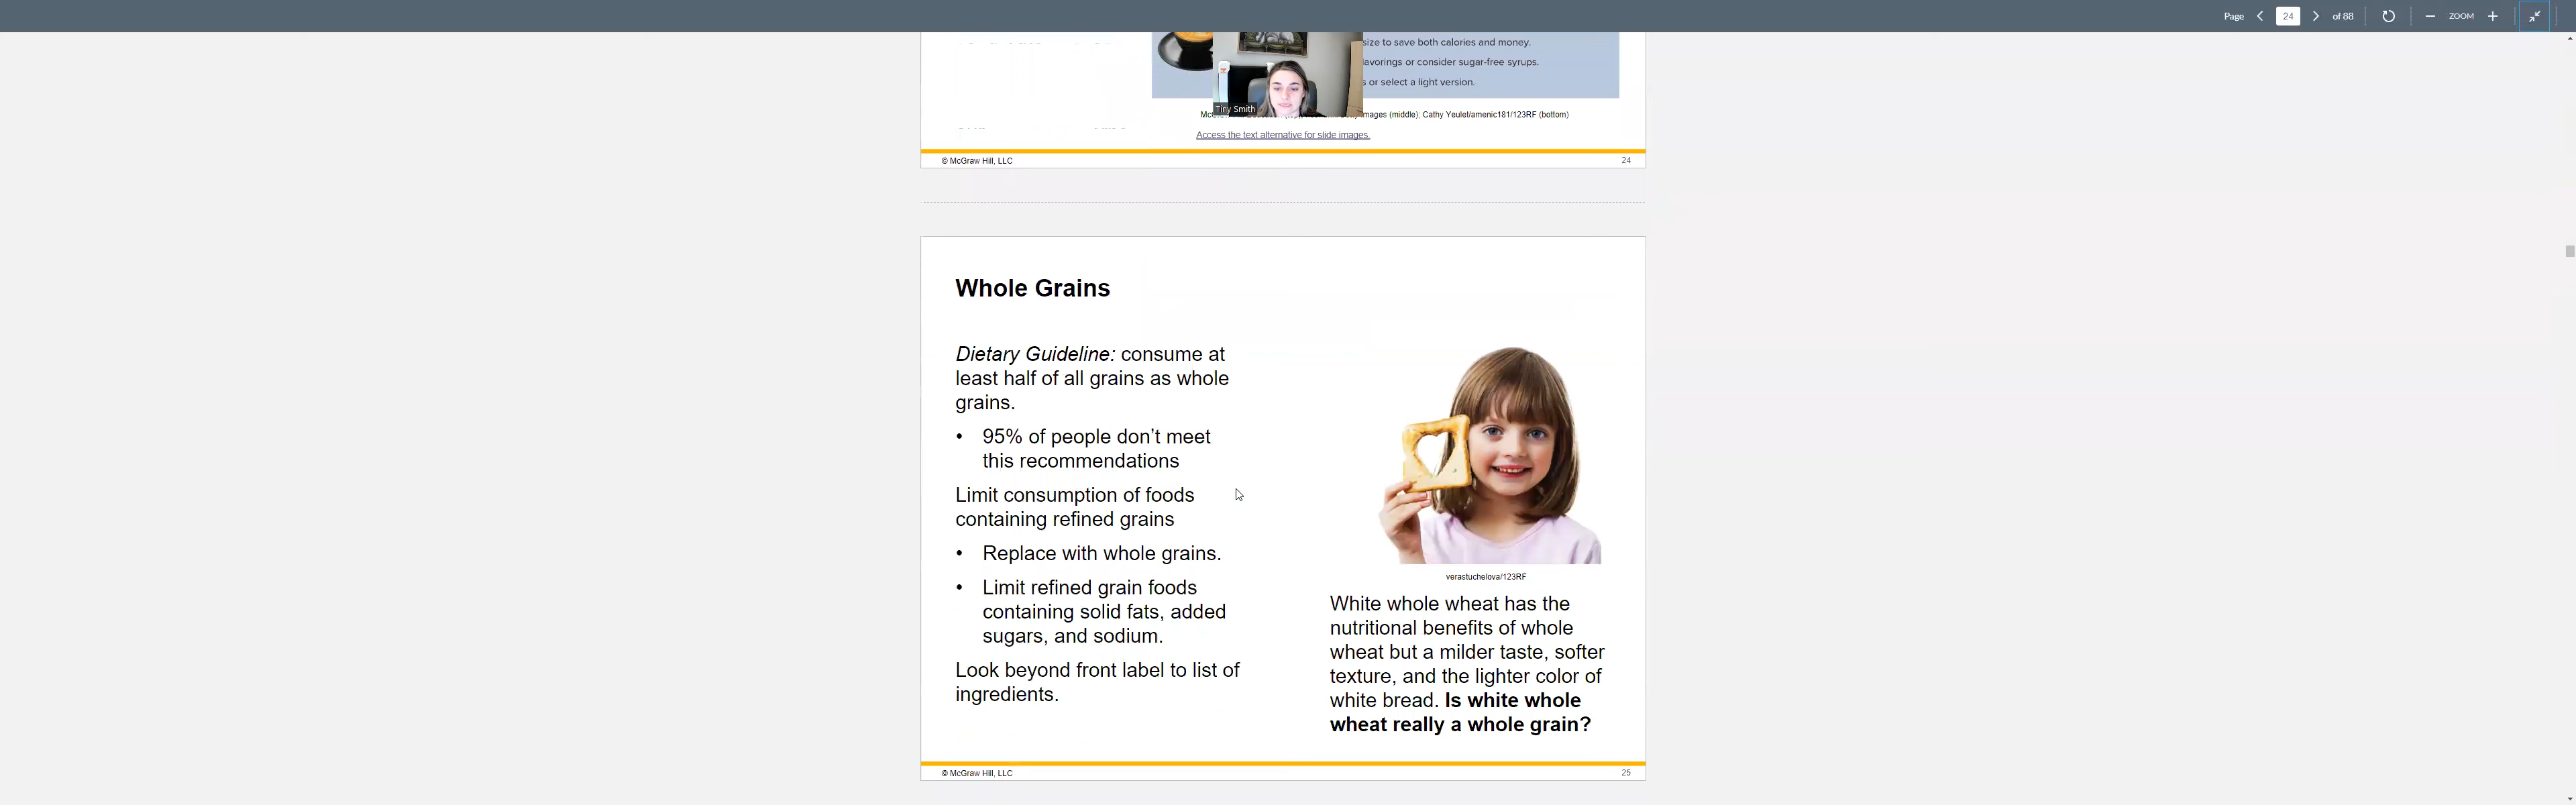 Page 24 of 88 ZOOM
size to save both calories and money.
lavorings or consider sugar-free syrups.
s or select a light version.
Tiny Smith
mages (middle); Cathy Yeulet/amenic181/123RF (bottom)
Access the text alternative for slide images.
© McGraw Hill, LLC
24
Whole Grains
Dietary Guideline: consume at
least half of all grains as whole
grains.
• 95% of people don’t meet
this recommendations
Limit consumption of foods
containing refined grains
• Replace with whole grains.
• Limit refined grain foods
containing solid fats, added
sugars, and sodium.
Look beyond front label to list of
ingredients.
verastuchelova/123RF
White whole wheat has the
nutritional benefits of whole
wheat but a milder taste, softer
texture, and the lighter color of
white bread. Is white whole
wheat really a whole grain?
© McGraw Hill, LLC
25